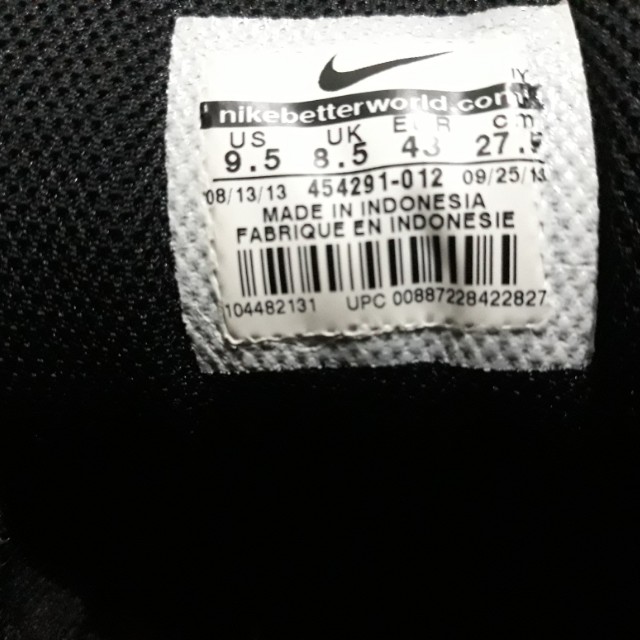 nikebetterworld.com
US UK EUR cm
9.5 8.5 43 27.5
08/13/13 454291-012 09/25/13
MADE IN INDONESIA
FABRIQUE EN INDONESIE
104482131 UPC 00887228422827